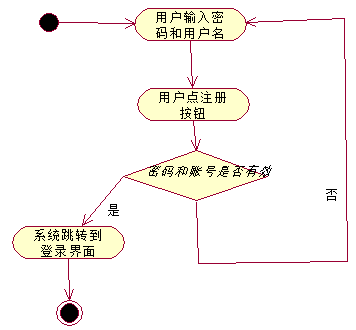 用户输入密
码和用户名
用户点注册
按钮
密码和账号是否有效
是
否
系统跳转到
登录界面